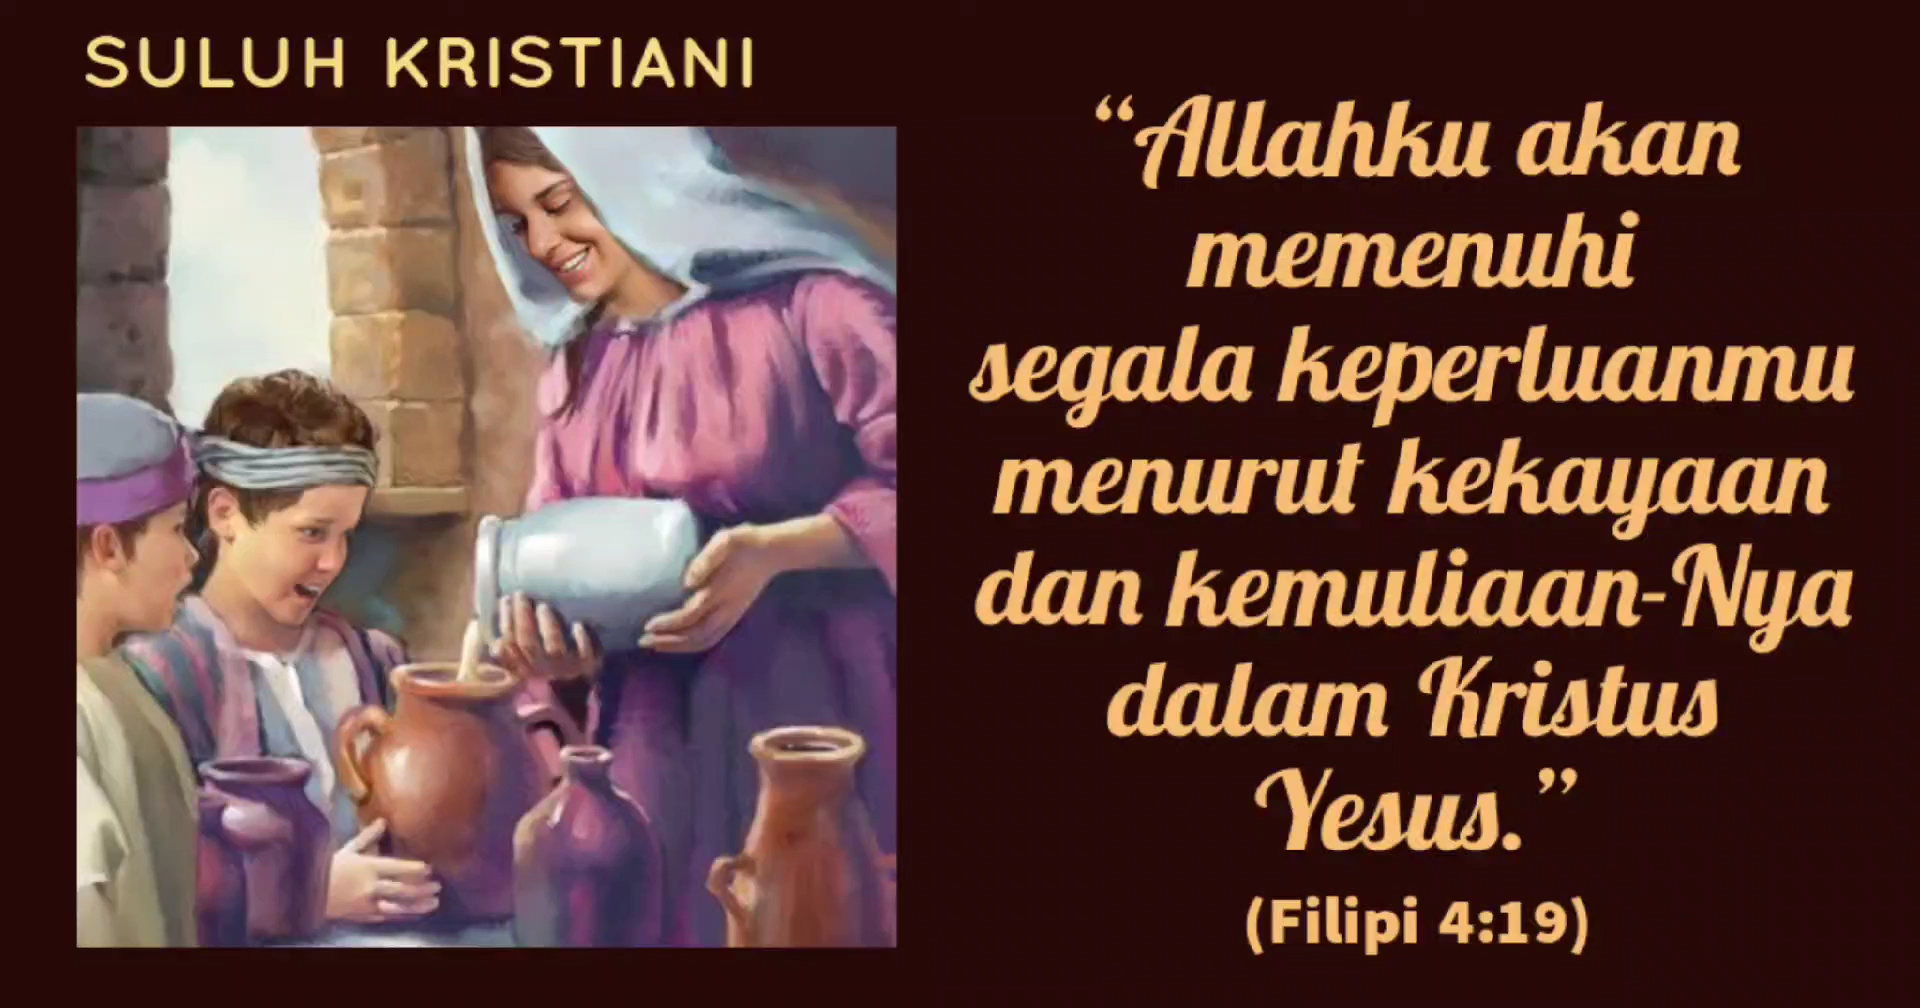 SULUH KRISTIANI
“Allahku akan
memenuhi
segala keperluanmu
menurut kekayaan
dan kemuliaan-Nya
dalam Kristus
Yesus.”
(Filipi 4:19)